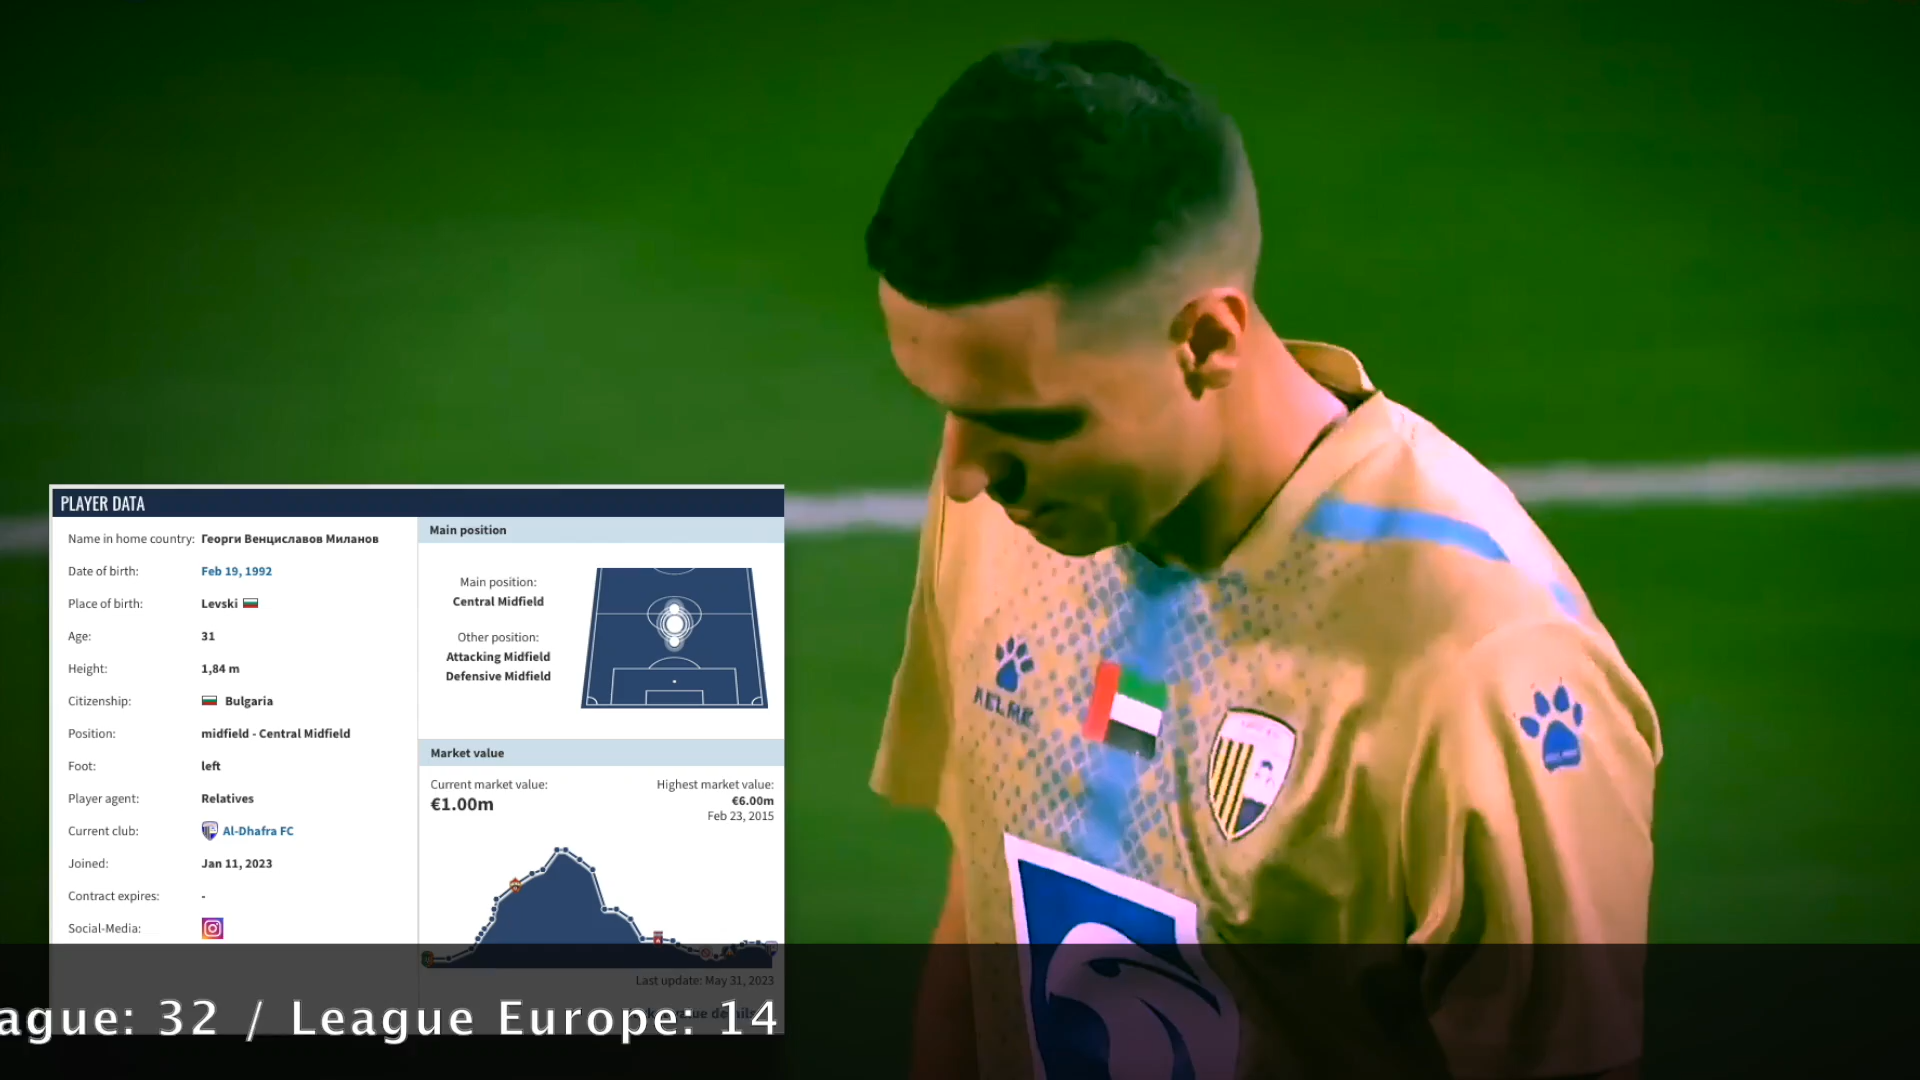 PLAYER DATA
Name in home country: Георги Венциславов Миланов
Date of birth: Feb 19, 1992
Place of birth: Levski
Age: 31
Height: 1,84 m
Citizenship: Bulgaria
Position: midfield - Central Midfield
Foot: left
Player agent: Relatives
Current club: Al-Dhafra FC
Joined: Jan 11, 2023
Contract expires: -
Social-Media:
Main position
Main position:
Central Midfield
Other position:
Attacking Midfield
Defensive Midfield
Market value
Current market value:
€1.00m
Highest market value:
€6.00m
Feb 23, 2015
Last update: May 31, 2023
KELME
ague: 32 / League Europe: 14